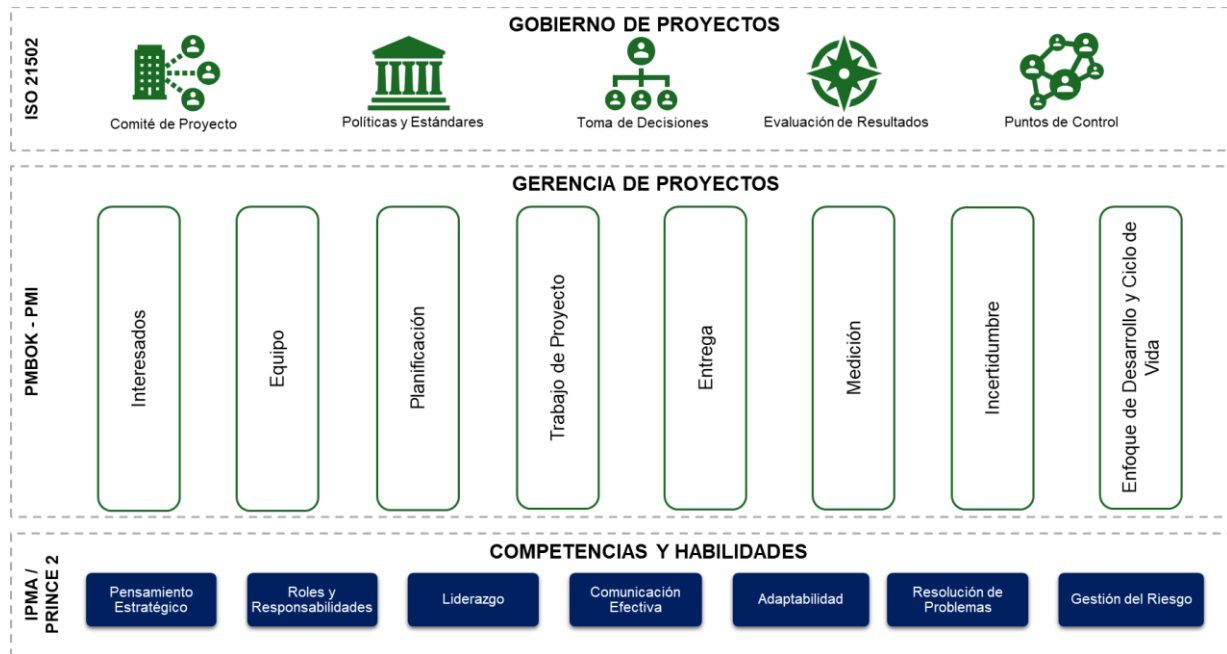 GOBIERNO DE PROYECTOS
ISO 21502
Comité de Proyecto
Políticas y Estándares
Toma de Decisiones
Evaluación de Resultados
Puntos de Control
GERENCIA DE PROYECTOS
PMBOK - PMI
Interesados
Equipo
Planificación
Trabajo de Proyecto
Entrega
Medición
Incertidumbre
Enfoque de Desarrollo y Ciclo de
Vida
COMPETENCIAS Y HABILIDADES
IPMA /
PRINCE 2
Pensamiento
Estratégico
Roles y
Responsabilidades
Liderazgo
Comunicación
Efectiva
Adaptabilidad
Resolución de
Problemas
Gestión del Riesgo